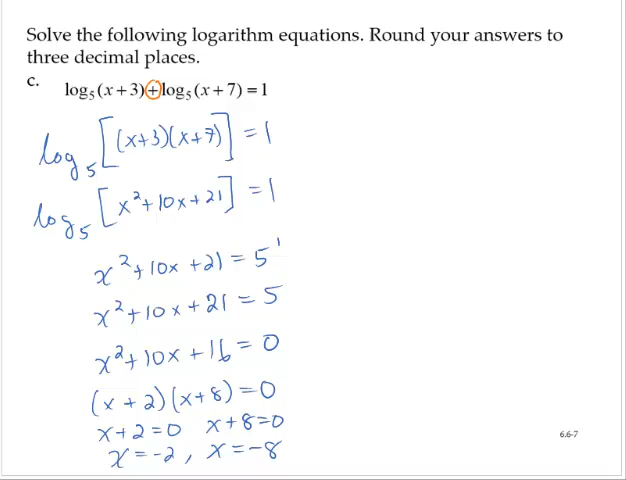 Solve the following logarithm equations. Round your answers to
three decimal places.
c.
log₅(x + 3) + log₅(x + 7) = 1
log₅[(x+3)(x+7)] = 1
log₅[x² + 10x + 21] = 1
x² + 10x + 21 = 5¹
x² + 10x + 21 = 5
x² + 10x + 16 = 0
(x + 2)(x + 8) = 0
x + 2 = 0 x + 8 = 0
x = -2 , x = -8
6.6-7